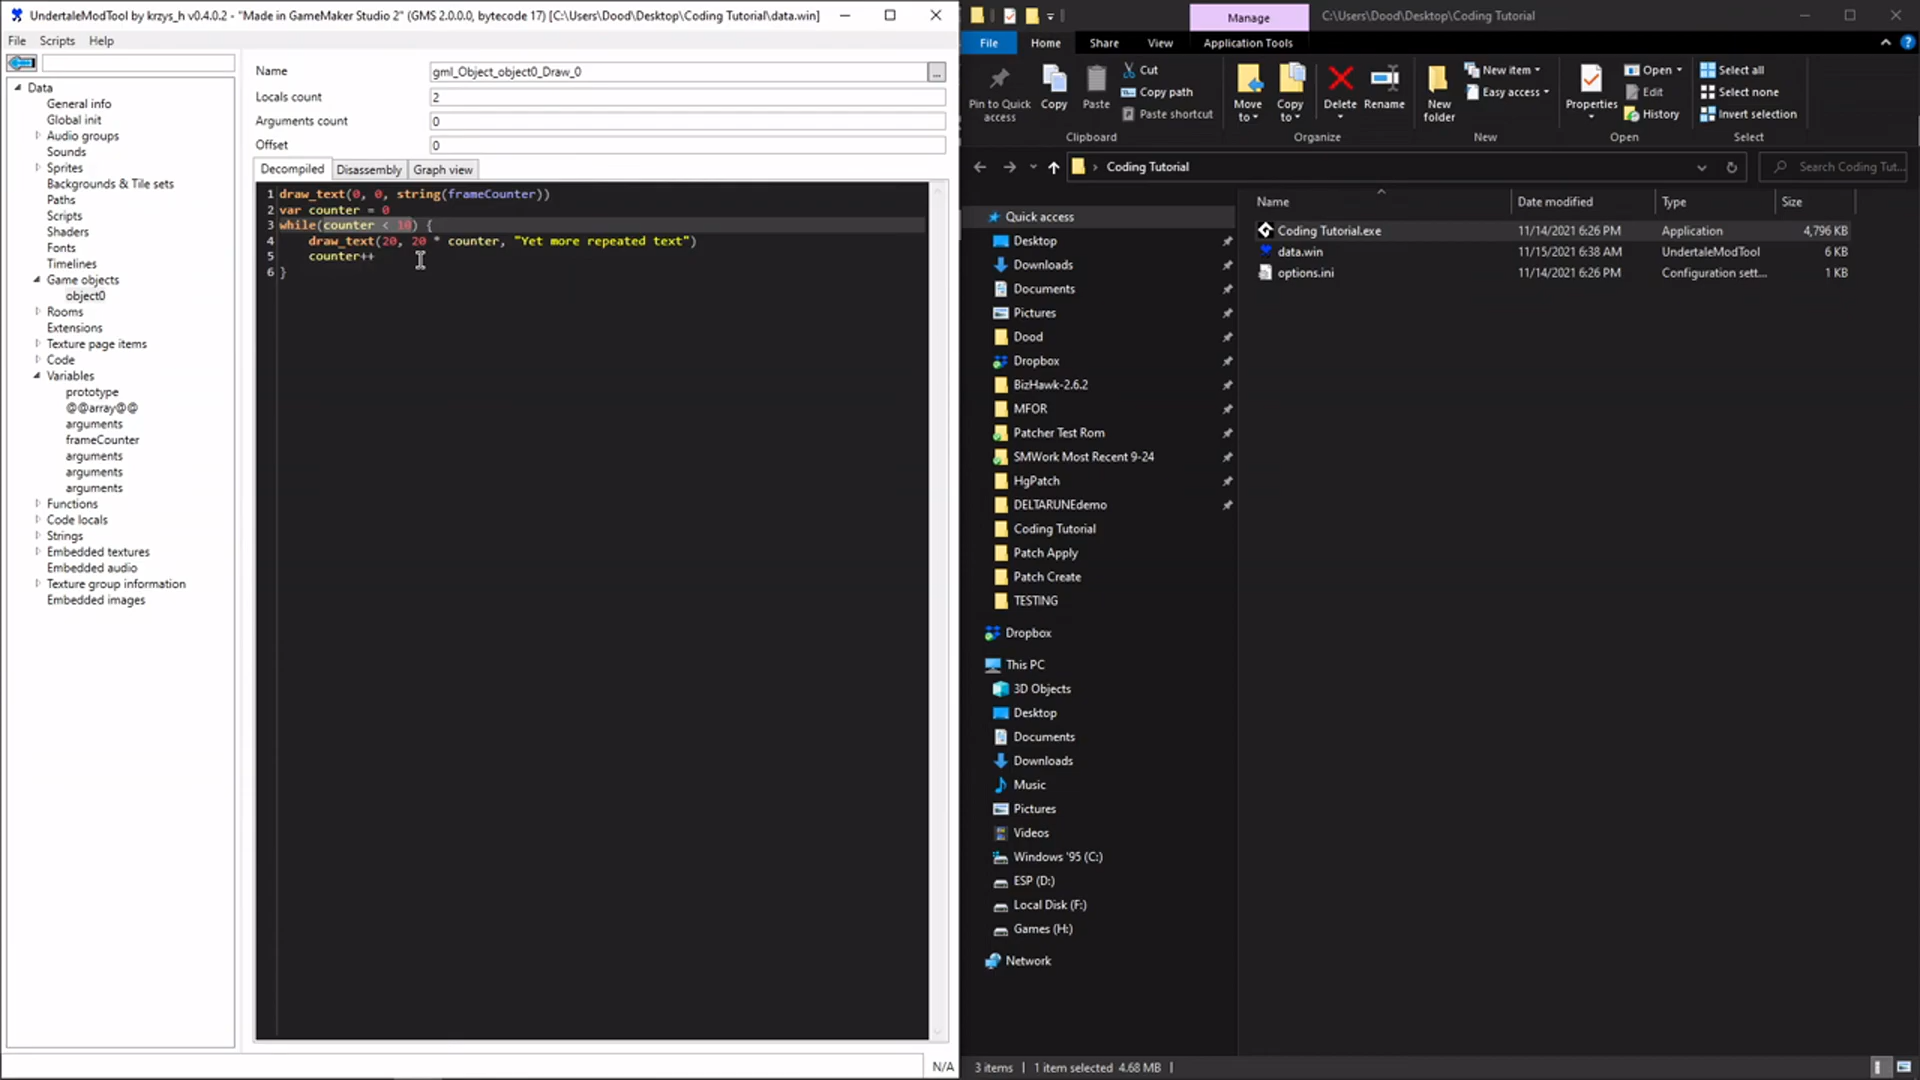 UndertaleModTool by krzys_h v0.4.0.2 - "Made in GameMaker Studio 2" (GMS 2.0.0.0, bytecode 17) [C:\Users\Dood\Desktop\Coding Tutorial\data.win]
File Scripts Help
Data
General info
Global init
Audio groups
Sounds
Sprites
Backgrounds & Tile sets
Paths
Scripts
Shaders
Fonts
Timelines
Game objects
object0
Rooms
Extensions
Texture page items
Code
Variables
prototype
@@array@@
arguments
frameCounter
arguments
arguments
arguments
Functions
Code locals
Strings
Embedded textures
Embedded audio
Texture group information
Embedded images
Name gml_Object_object0_Draw_0 ...
Locals count 2
Arguments count 0
Offset 0
Decompiled Disassembly Graph view
1 draw_text(0, 0, string(frameCounter))
2 var counter = 0
3 while(counter < 10) {
4 draw_text(20, 20 * counter, "Yet more repeated text")
5 counter++
6 }
N/A
Manage C:\Users\Dood\Desktop\Coding Tutorial
File Home Share View Application Tools
Pin to Quick access
Copy
Paste
Cut
Copy path
Paste shortcut
Clipboard
Move to
Copy to
Delete
Rename
Organize
New folder
New item
Easy access
New
Properties
Open
Edit
History
Open
Select all
Select none
Invert selection
Select
Coding Tutorial
Search Coding Tut...
Quick access
Desktop
Downloads
Documents
Pictures
Dood
Dropbox
BizHawk-2.6.2
MFOR
Patcher Test Rom
SMWork Most Recent 9-24
HgPatch
DELTARUNEdemo
Coding Tutorial
Patch Apply
Patch Create
TESTING
Dropbox
This PC
3D Objects
Desktop
Documents
Downloads
Music
Pictures
Videos
Windows '95 (C:)
ESP (D:)
Local Disk (F:)
Games (H:)
Network
Name Date modified Type Size
Coding Tutorial.exe 11/14/2021 6:26 PM Application 4,796 KB
data.win 11/15/2021 6:38 AM UndertaleModTool 6 KB
options.ini 11/14/2021 6:26 PM Configuration sett... 1 KB
3 items 1 item selected 4.68 MB